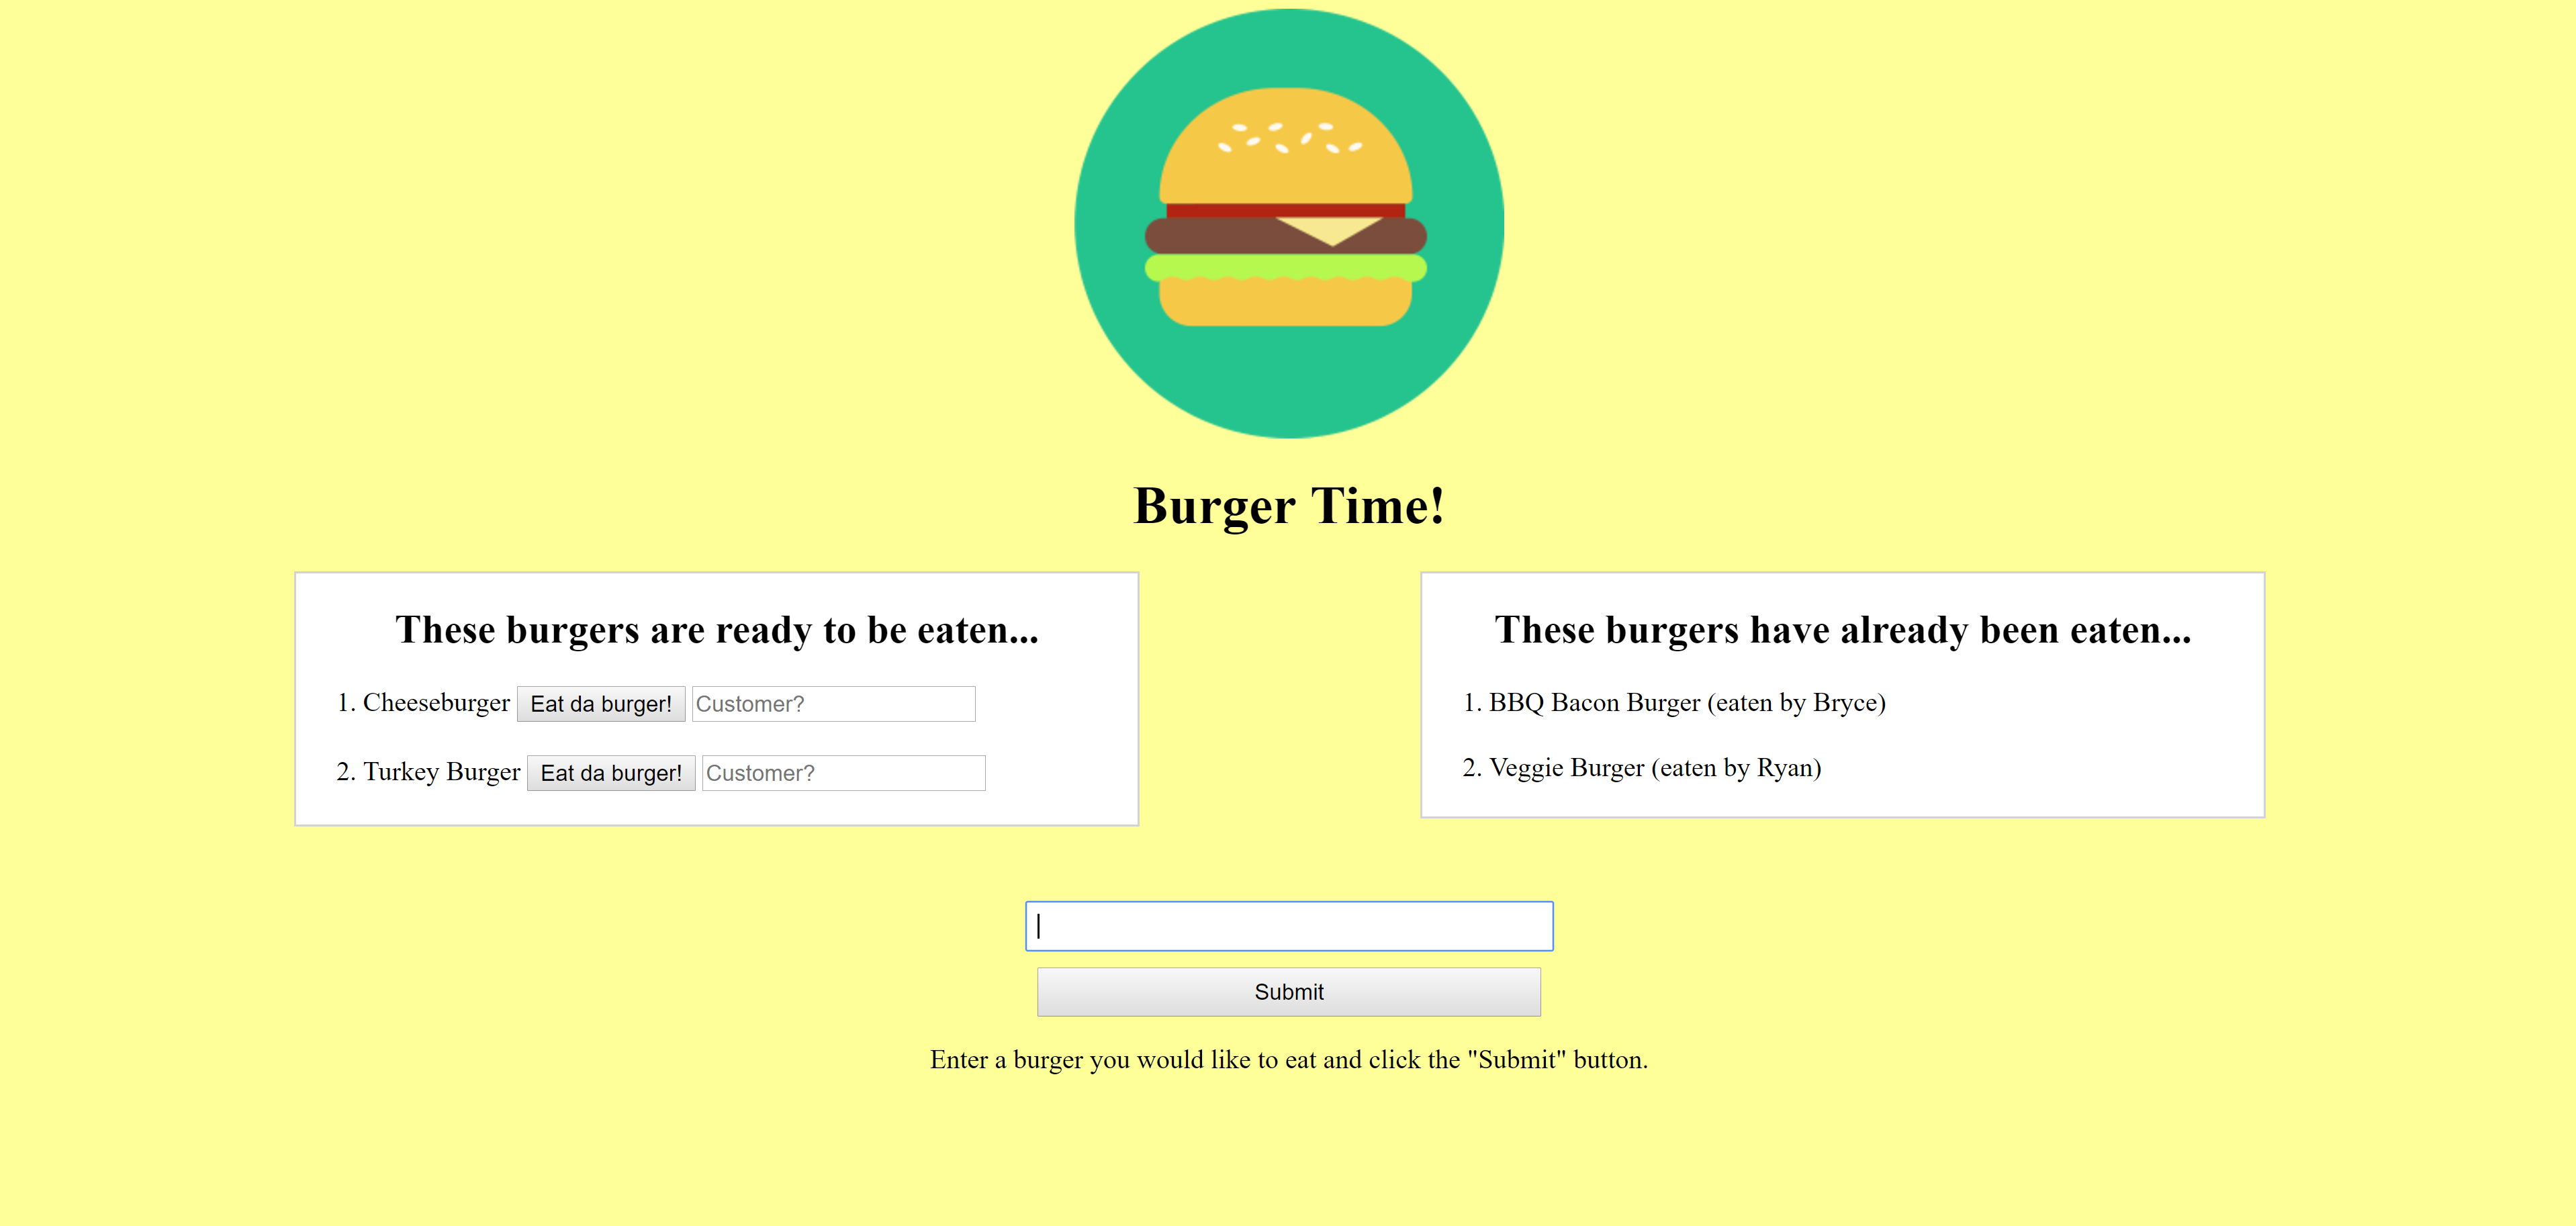 Burger Time!
These burgers are ready to be eaten...
1. Cheeseburger Eat da burger! Customer?
2. Turkey Burger Eat da burger! Customer?
These burgers have already been eaten...
1. BBQ Bacon Burger (eaten by Bryce)
2. Veggie Burger (eaten by Ryan)
Submit
Enter a burger you would like to eat and click the "Submit" button.